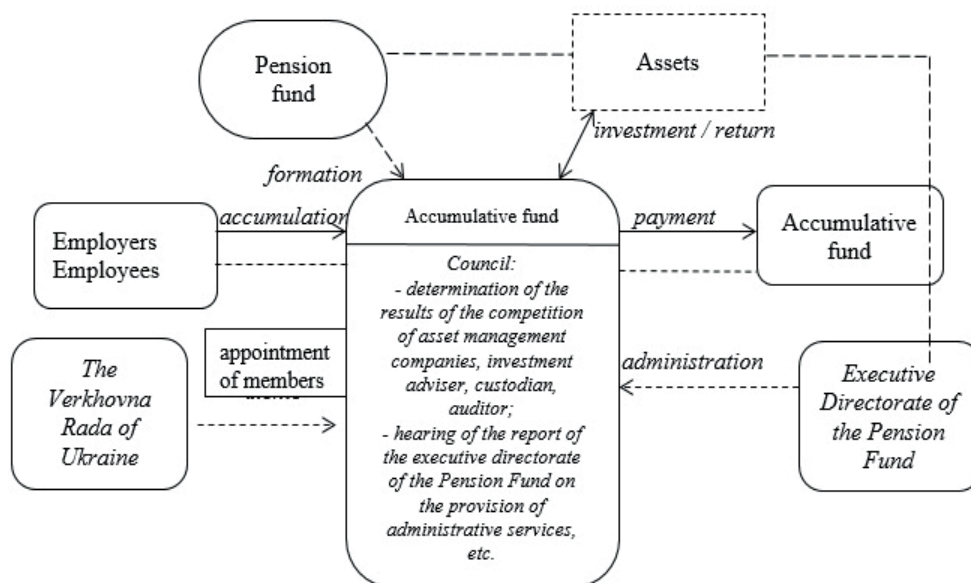 Pension
fund
Assets
investment / return
formation
accumulation
Employers
Employees
Accumulative fund
payment
Accumulative
fund
Council:
- determination of the
results of the competition
of asset management
companies, investment
adviser, custodian,
auditor;
- hearing of the report of
the executive directorate
of the Pension Fund on
the provision of
administrative services,
etc.
appointment
of members
The
Verkhovna
Rada of
Ukraine
administration
Executive
Directorate of
the Pension
Fund